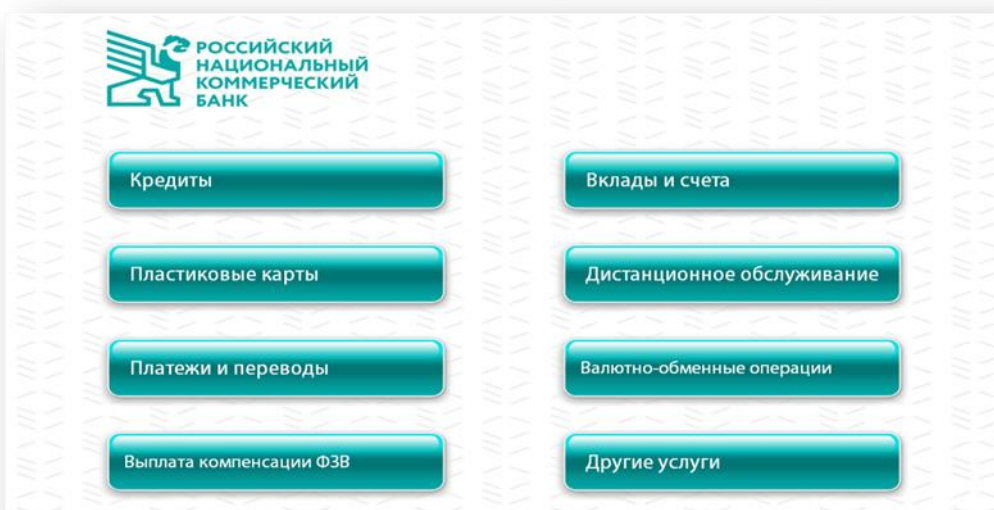 РОССИЙСКИЙ
НАЦИОНАЛЬНЫЙ
КОММЕРЧЕСКИЙ
БАНК
Кредиты
Вклады и счета
Пластиковые карты
Дистанционное обслуживание
Платежи и переводы
Валютно-обменные операции
Выплата компенсации ФЗВ
Другие услуги